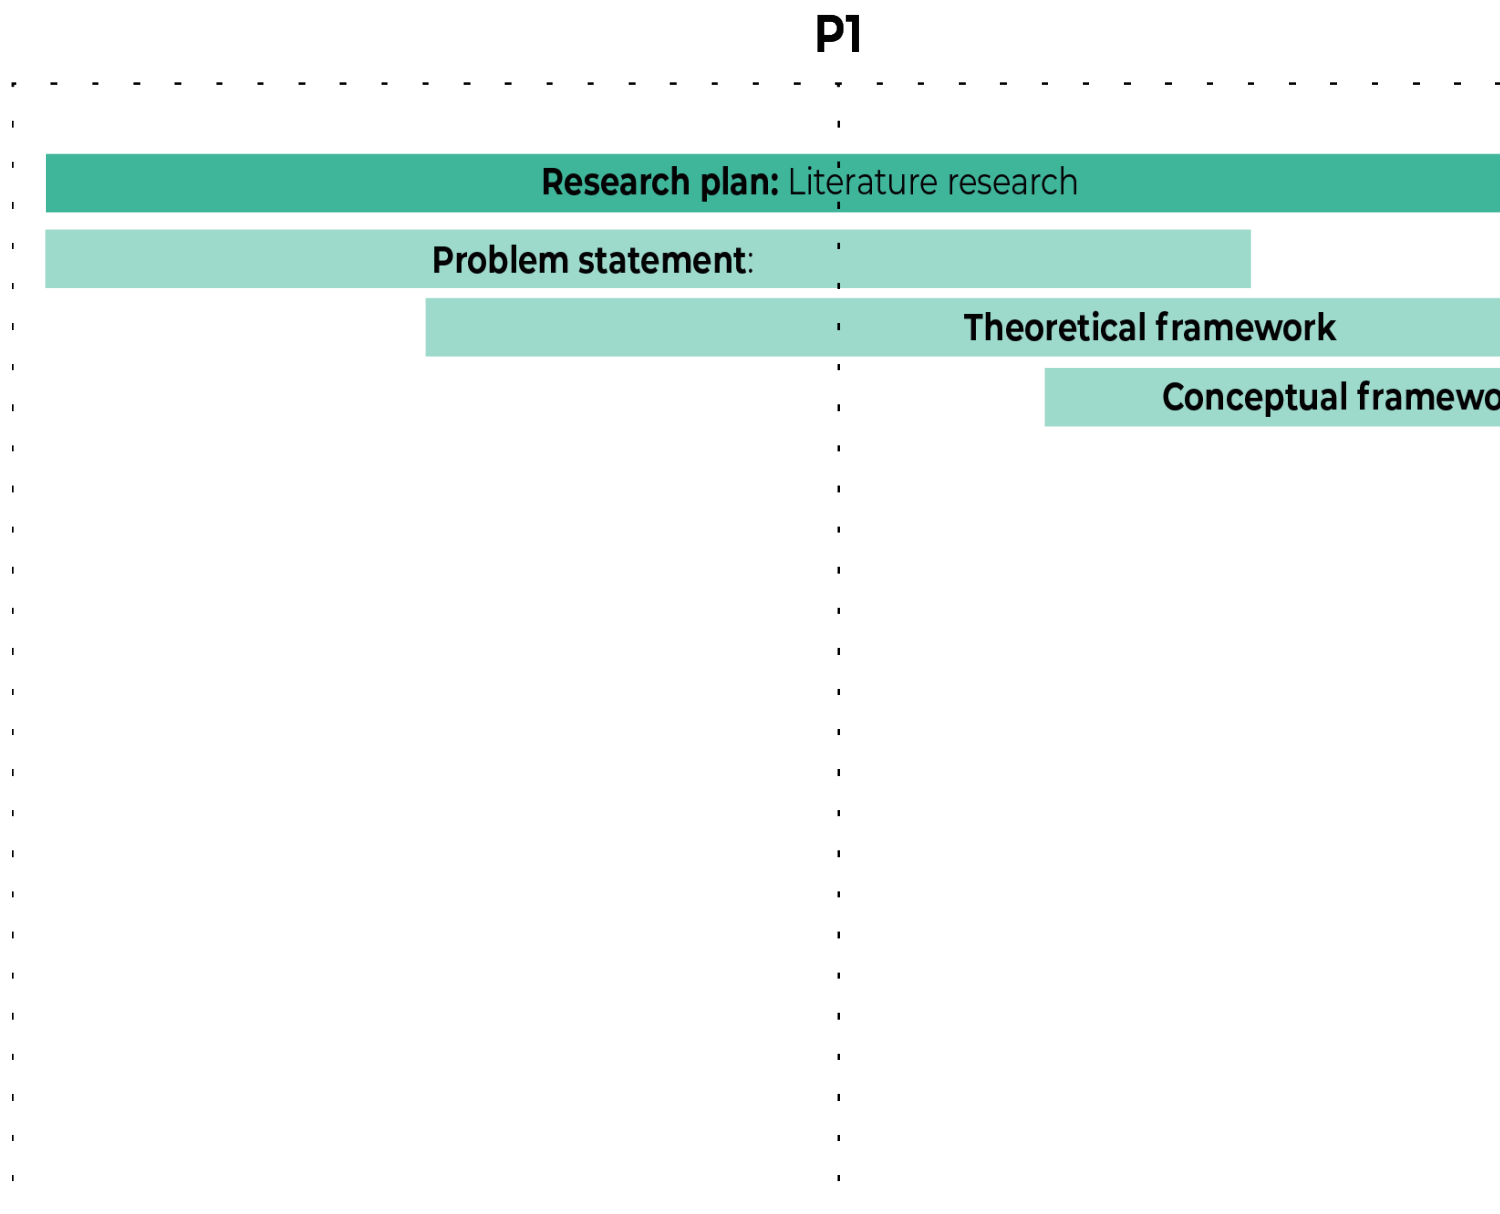 P1
Research plan: Literature research
Problem statement:
Theoretical framework
Conceptual framewo